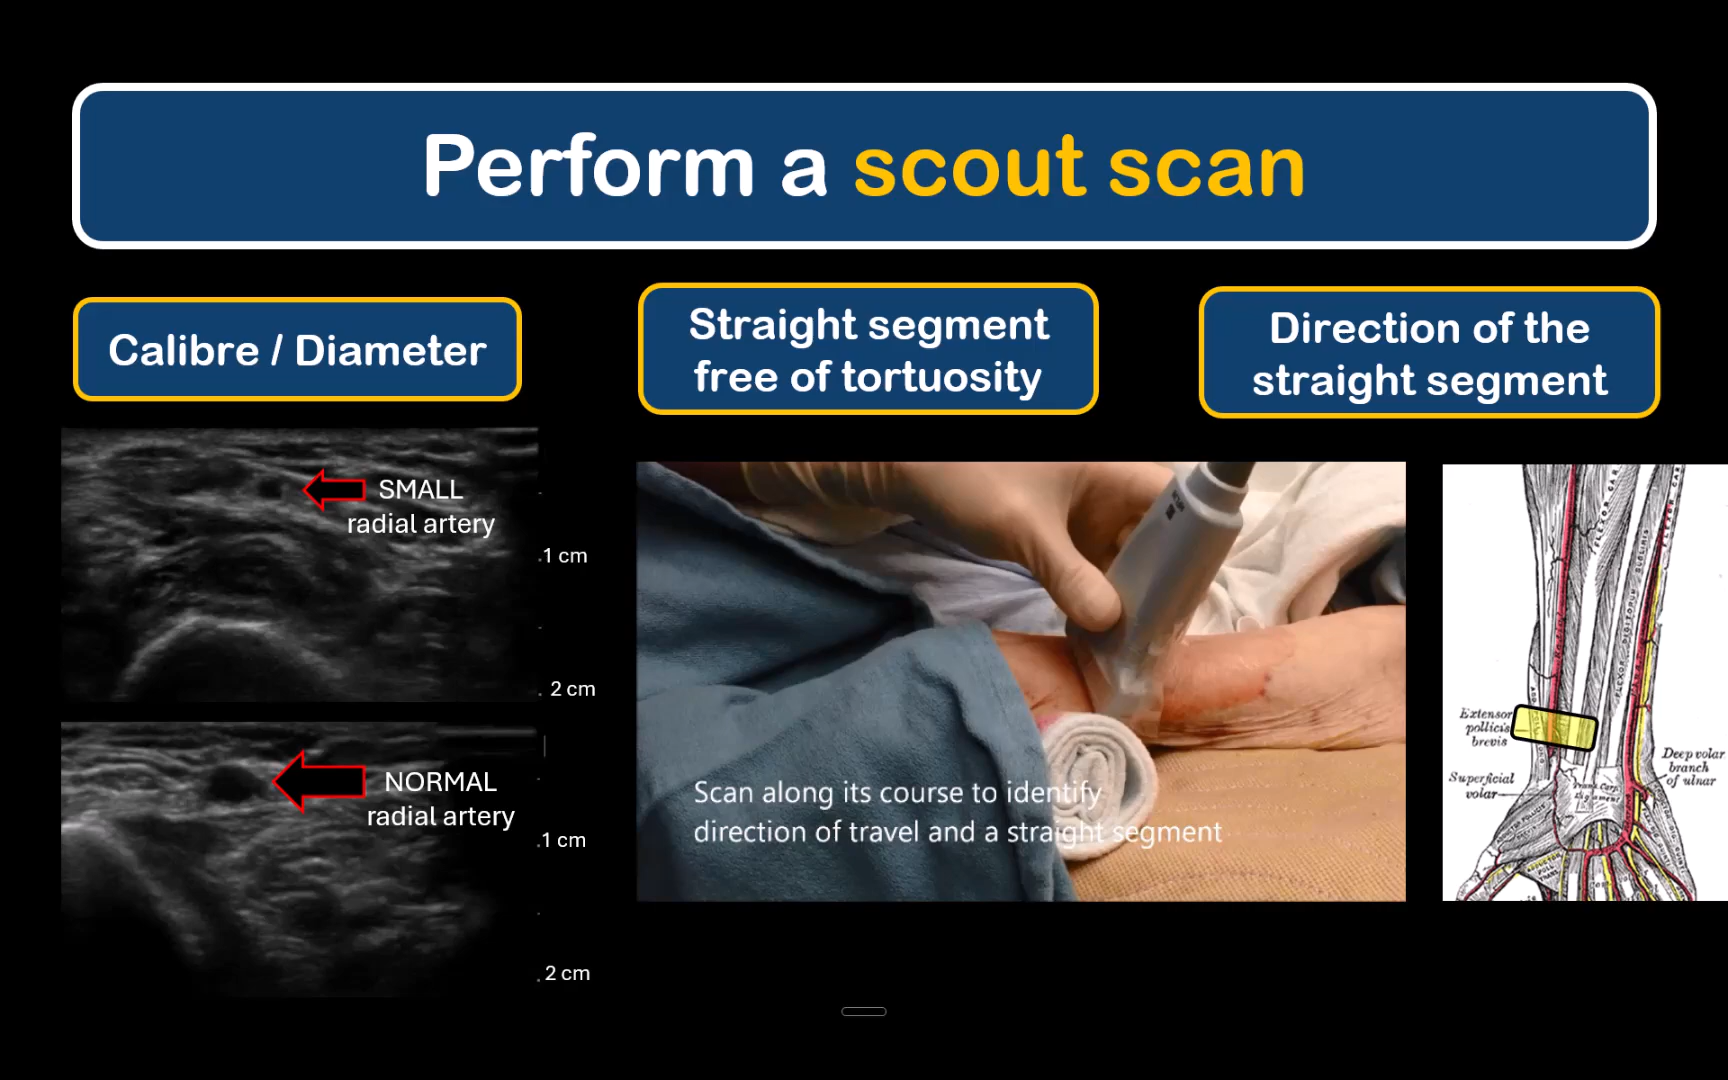 Perform a scout scan
Calibre / Diameter
SMALL
radial artery
1 cm
2 cm
NORMAL
radial artery
1 cm
2 cm
Straight segment
free of tortuosity
Scan along its course to identify
direction of travel and a straight segment
Direction of the
straight segment
Extensor
pollicis
brevis
Superficial
volar
Deep volar
branch
of ulnar